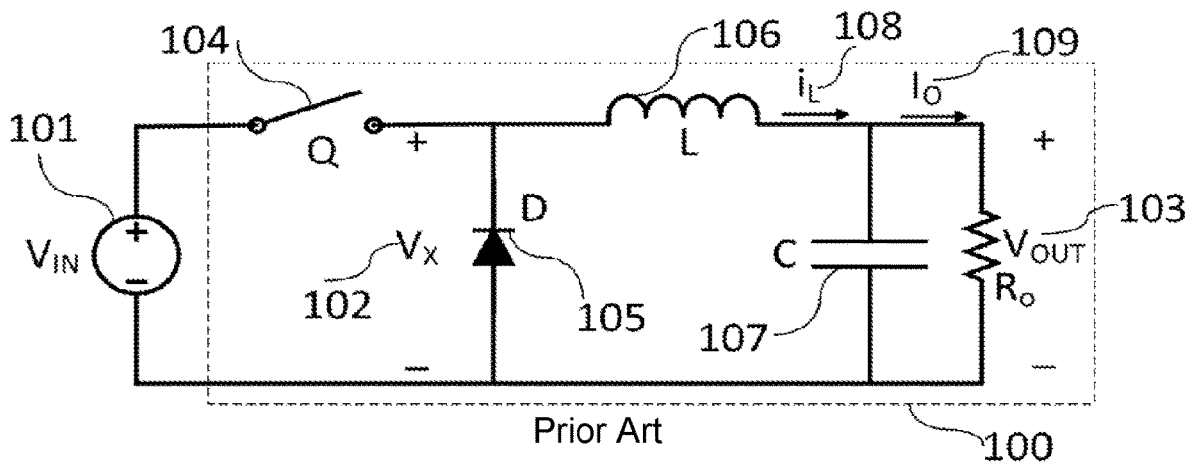 104
106
108
109
i_L
I_O
101
Q
+
L
+
103
D
V_IN
+
−
V_X
C
V_OUT
R_o
102
105
107
−
−
Prior Art
100